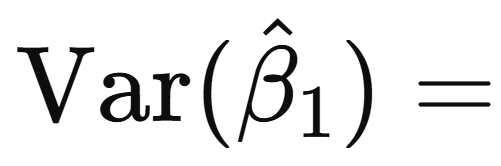 Var(β̂₁) =